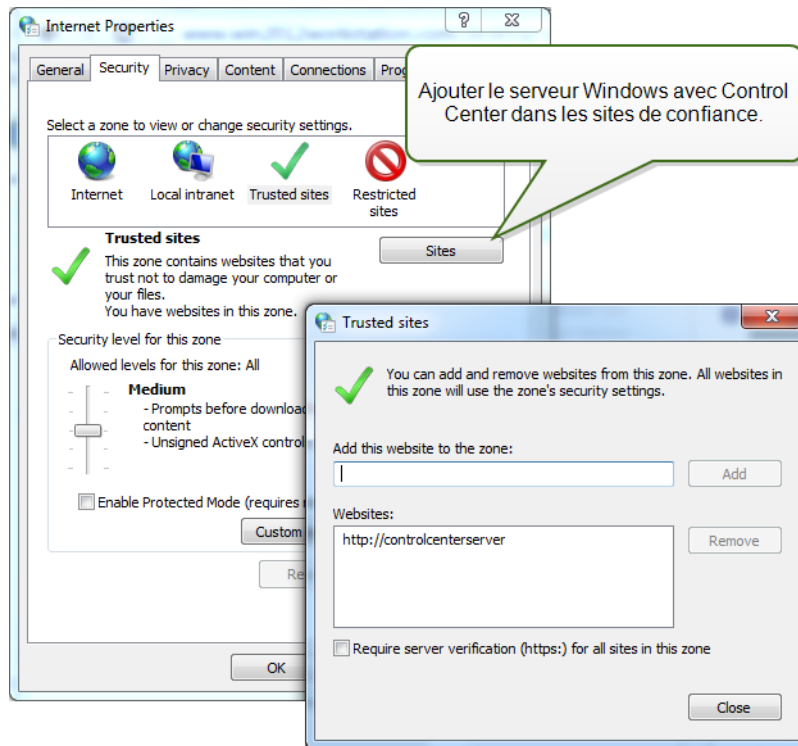 Internet Properties
General Security Privacy Content Connections
Ajouter le serveur Windows avec Control
Center dans les sites de confiance.
Select a zone to view or change security settings.
Internet
Local intranet
Trusted sites
Restricted
sites
Trusted sites
This zone contains websites that you
trust not to damage your computer or
your files.
You have websites in this zone.
Sites
Security level for this zone
Allowed levels for this zone: All
Medium
- Prompts before
content
- Unsigned ActiveX
Enable Protected Mode (requires
Custom
OK
Trusted sites
You can add and remove websites from this zone. All websites in
this zone will use the zone's security settings.
Add this website to the zone:
Add
Websites:
http://controlcenterserver
Remove
Require server verification (https:) for all sites in this zone
Close